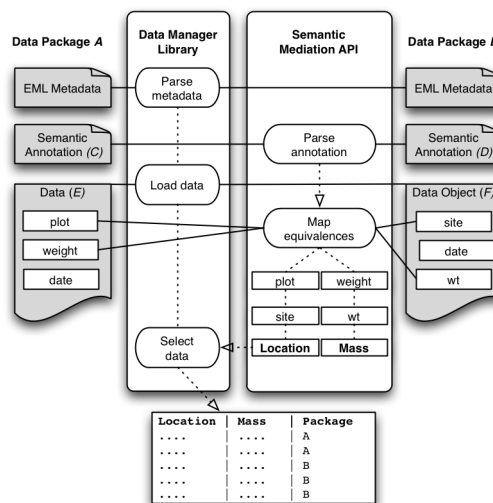 Data Package A
Data Manager
Library
Semantic
Mediation API
Data Package
EML Metadata
Parse
metadata
EML Metadata
Semantic
Annotation (C)
Parse
annotation
Semantic
Annotation (D)
Data (E)
Load data
Data Object (F)
plot
weight
date
Map
equivalences
site
date
wt
plot
weight
site
wt
Location
Mass
Select
data
Location | Mass | Package
.... | .... | A
.... | .... | A
.... | .... | B
.... | .... | B
.... | .... | B